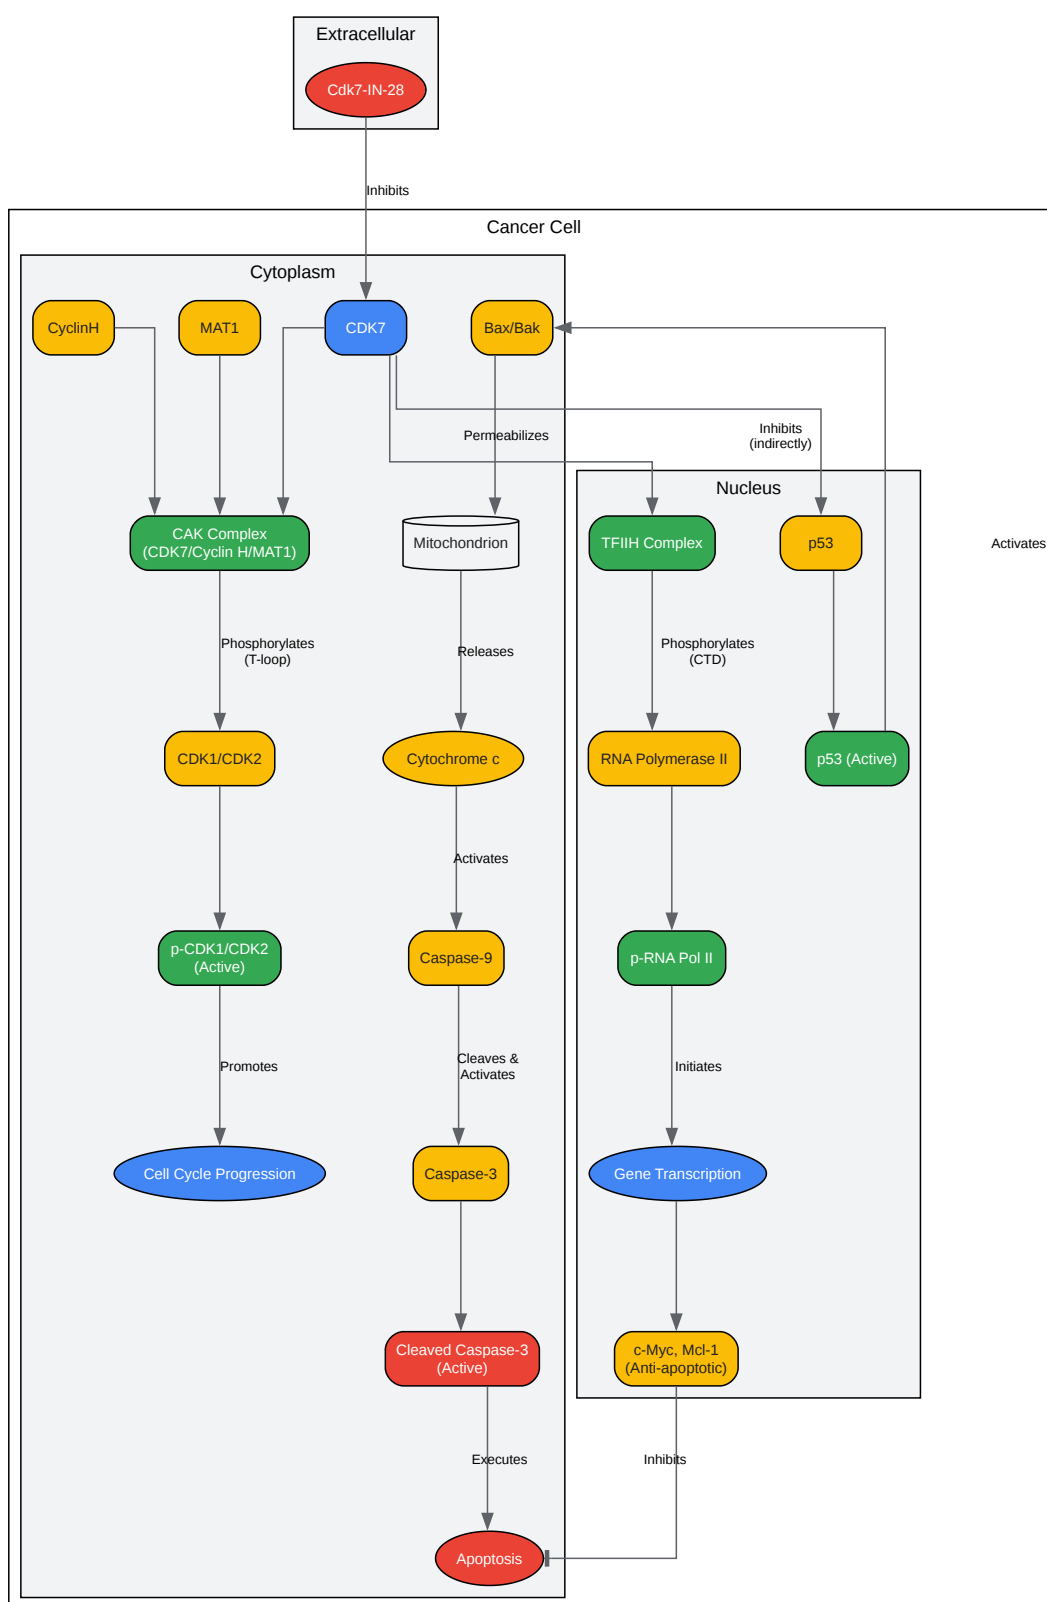 Extracellular
Cdk7-IN-28
Inhibits
Cancer Cell
Cytoplasm
CyclinH
MAT1
CDK7
Bax/Bak
Permeabilizes
Inhibits
(indirectly)
Nucleus
CAK Complex
(CDK7/Cyclin H/MAT1)
Mitochondrion
TFIIH Complex
p53
Activates
Phosphorylates
(T-loop)
Releases
Phosphorylates
(CTD)
CDK1/CDK2
Cytochrome c
RNA Polymerase II
p53 (Active)
Activates
p-CDK1/CDK2
(Active)
Caspase-9
p-RNA Pol II
Promotes
Cleaves &
Activates
Initiates
Cell Cycle Progression
Caspase-3
Gene Transcription
Cleaved Caspase-3
(Active)
c-Myc, Mcl-1
(Anti-apoptotic)
Executes
Inhibits
Apoptosis